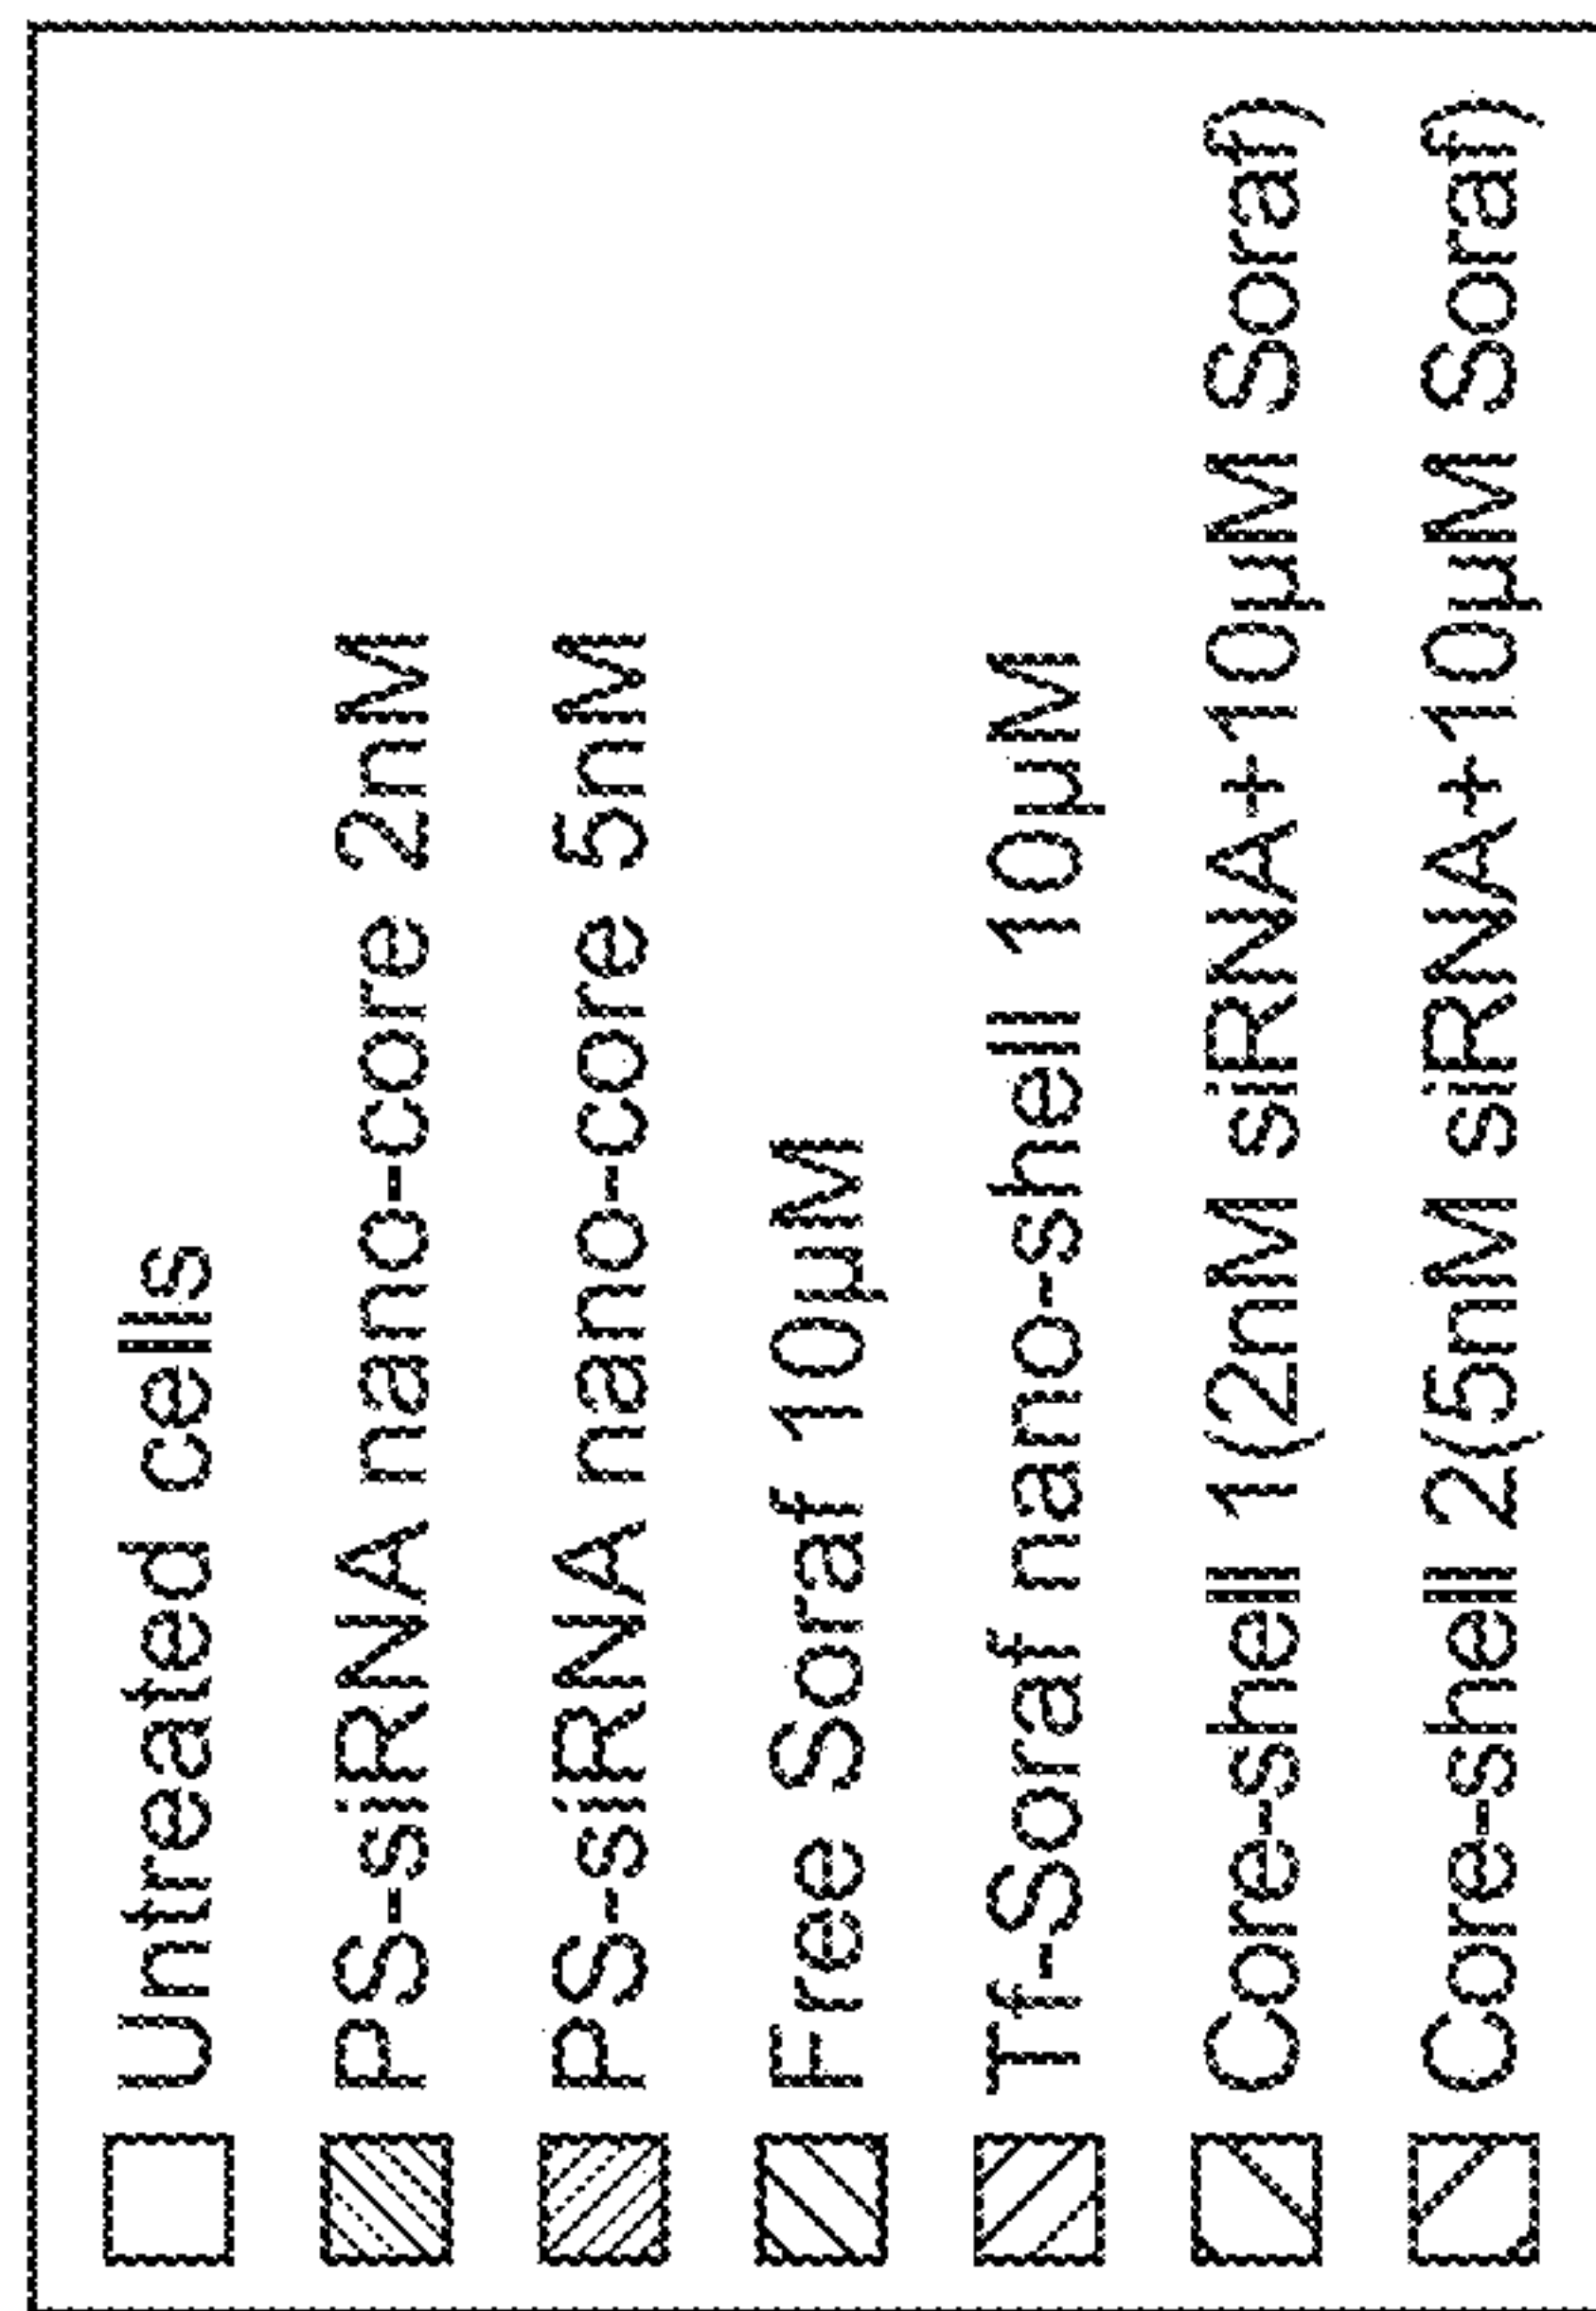 Untreated cells
PS-siRNA nano-core 2nM
PS-siRNA nano-core 5nM
Free Soraf 10µM
Tf-Soraf nano-shell 10µM
Core-shell 1(2nM siRNA+10µM Soraf)
Core-shell 2(5nM siRNA+10µM Soraf)